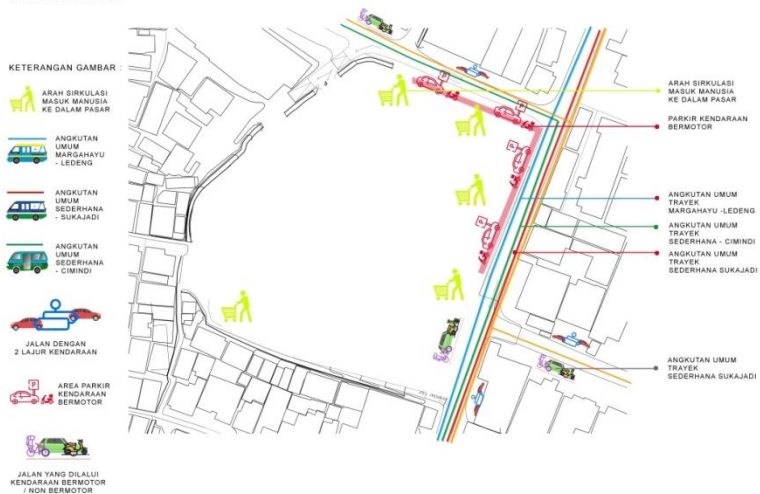 KETERANGAN GAMBAR :
ARAH SIRKULASI
MASUK MANUSIA
KE DALAM PASAR
ANGKUTAN
UMUM
MARGAHAYU
- LEDENG
ANGKUTAN
UMUM
SEDERHANA
- SUKAJADI
ANGKUTAN
UMUM
SEDERHANA
- CIMINDI
JALAN DENGAN
2 LAJUR KENDARAAN
P
AREA PARKIR
KENDARAAN
BERMOTOR
JALAN YANG DILALUI
KENDARAAN BERMOTOR
/ NON BERMOTOR
P
P
P
P
ARAH SIRKULASI
MASUK MANUSIA
KE DALAM PASAR
PARKIR KENDARAAN
BERMOTOR
ANGKUTAN UMUM
TRAYEK
MARGAHAYU -LEDENG
ANGKUTAN UMUM
TRAYEK
SEDERHANA - CIMINDI
ANGKUTAN UMUM
TRAYEK
SEDERHANA SUKAJADI
ANGKUTAN UMUM
TRAYEK
SEDERHANA SUKAJADI